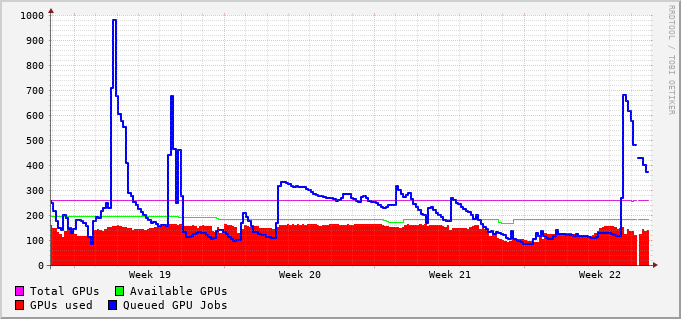 1000
900
800
700
600
500
400
300
200
100
0
Week 19 Week 20 Week 21 Week 22
Total GPUs Available GPUs
GPUs used Queued GPU Jobs
RRDTOOL / TOBI OETIKER